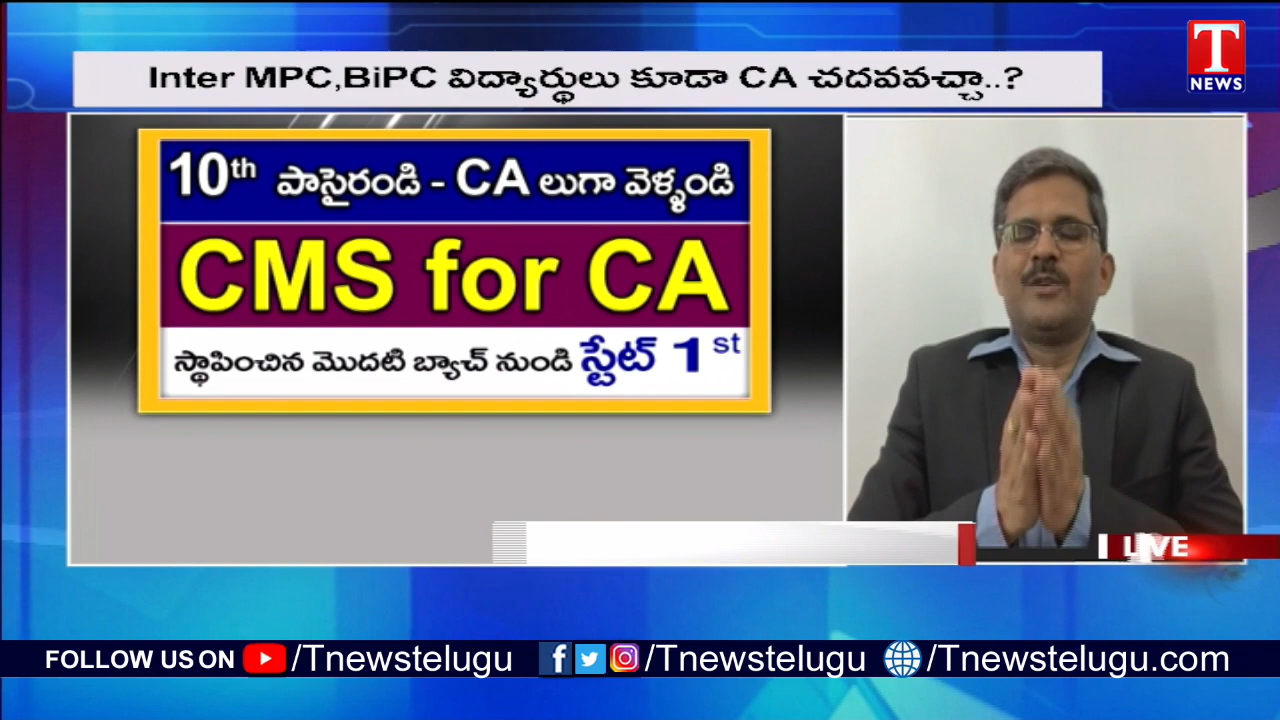 T
NEWS
Inter MPC,BiPC విద్యార్థులు కూడా CA చదవవచ్చా..?
10th పాసైరండి - CA లుగా వెళ్ళండి
CMS for CA
స్థాపించిన మొదటి బ్యాచ్ నుండి స్టేట్ 1st
LIVE
FOLLOW US ON /Tnewstelugu /Tnewstelugu /Tnewstelugu.com